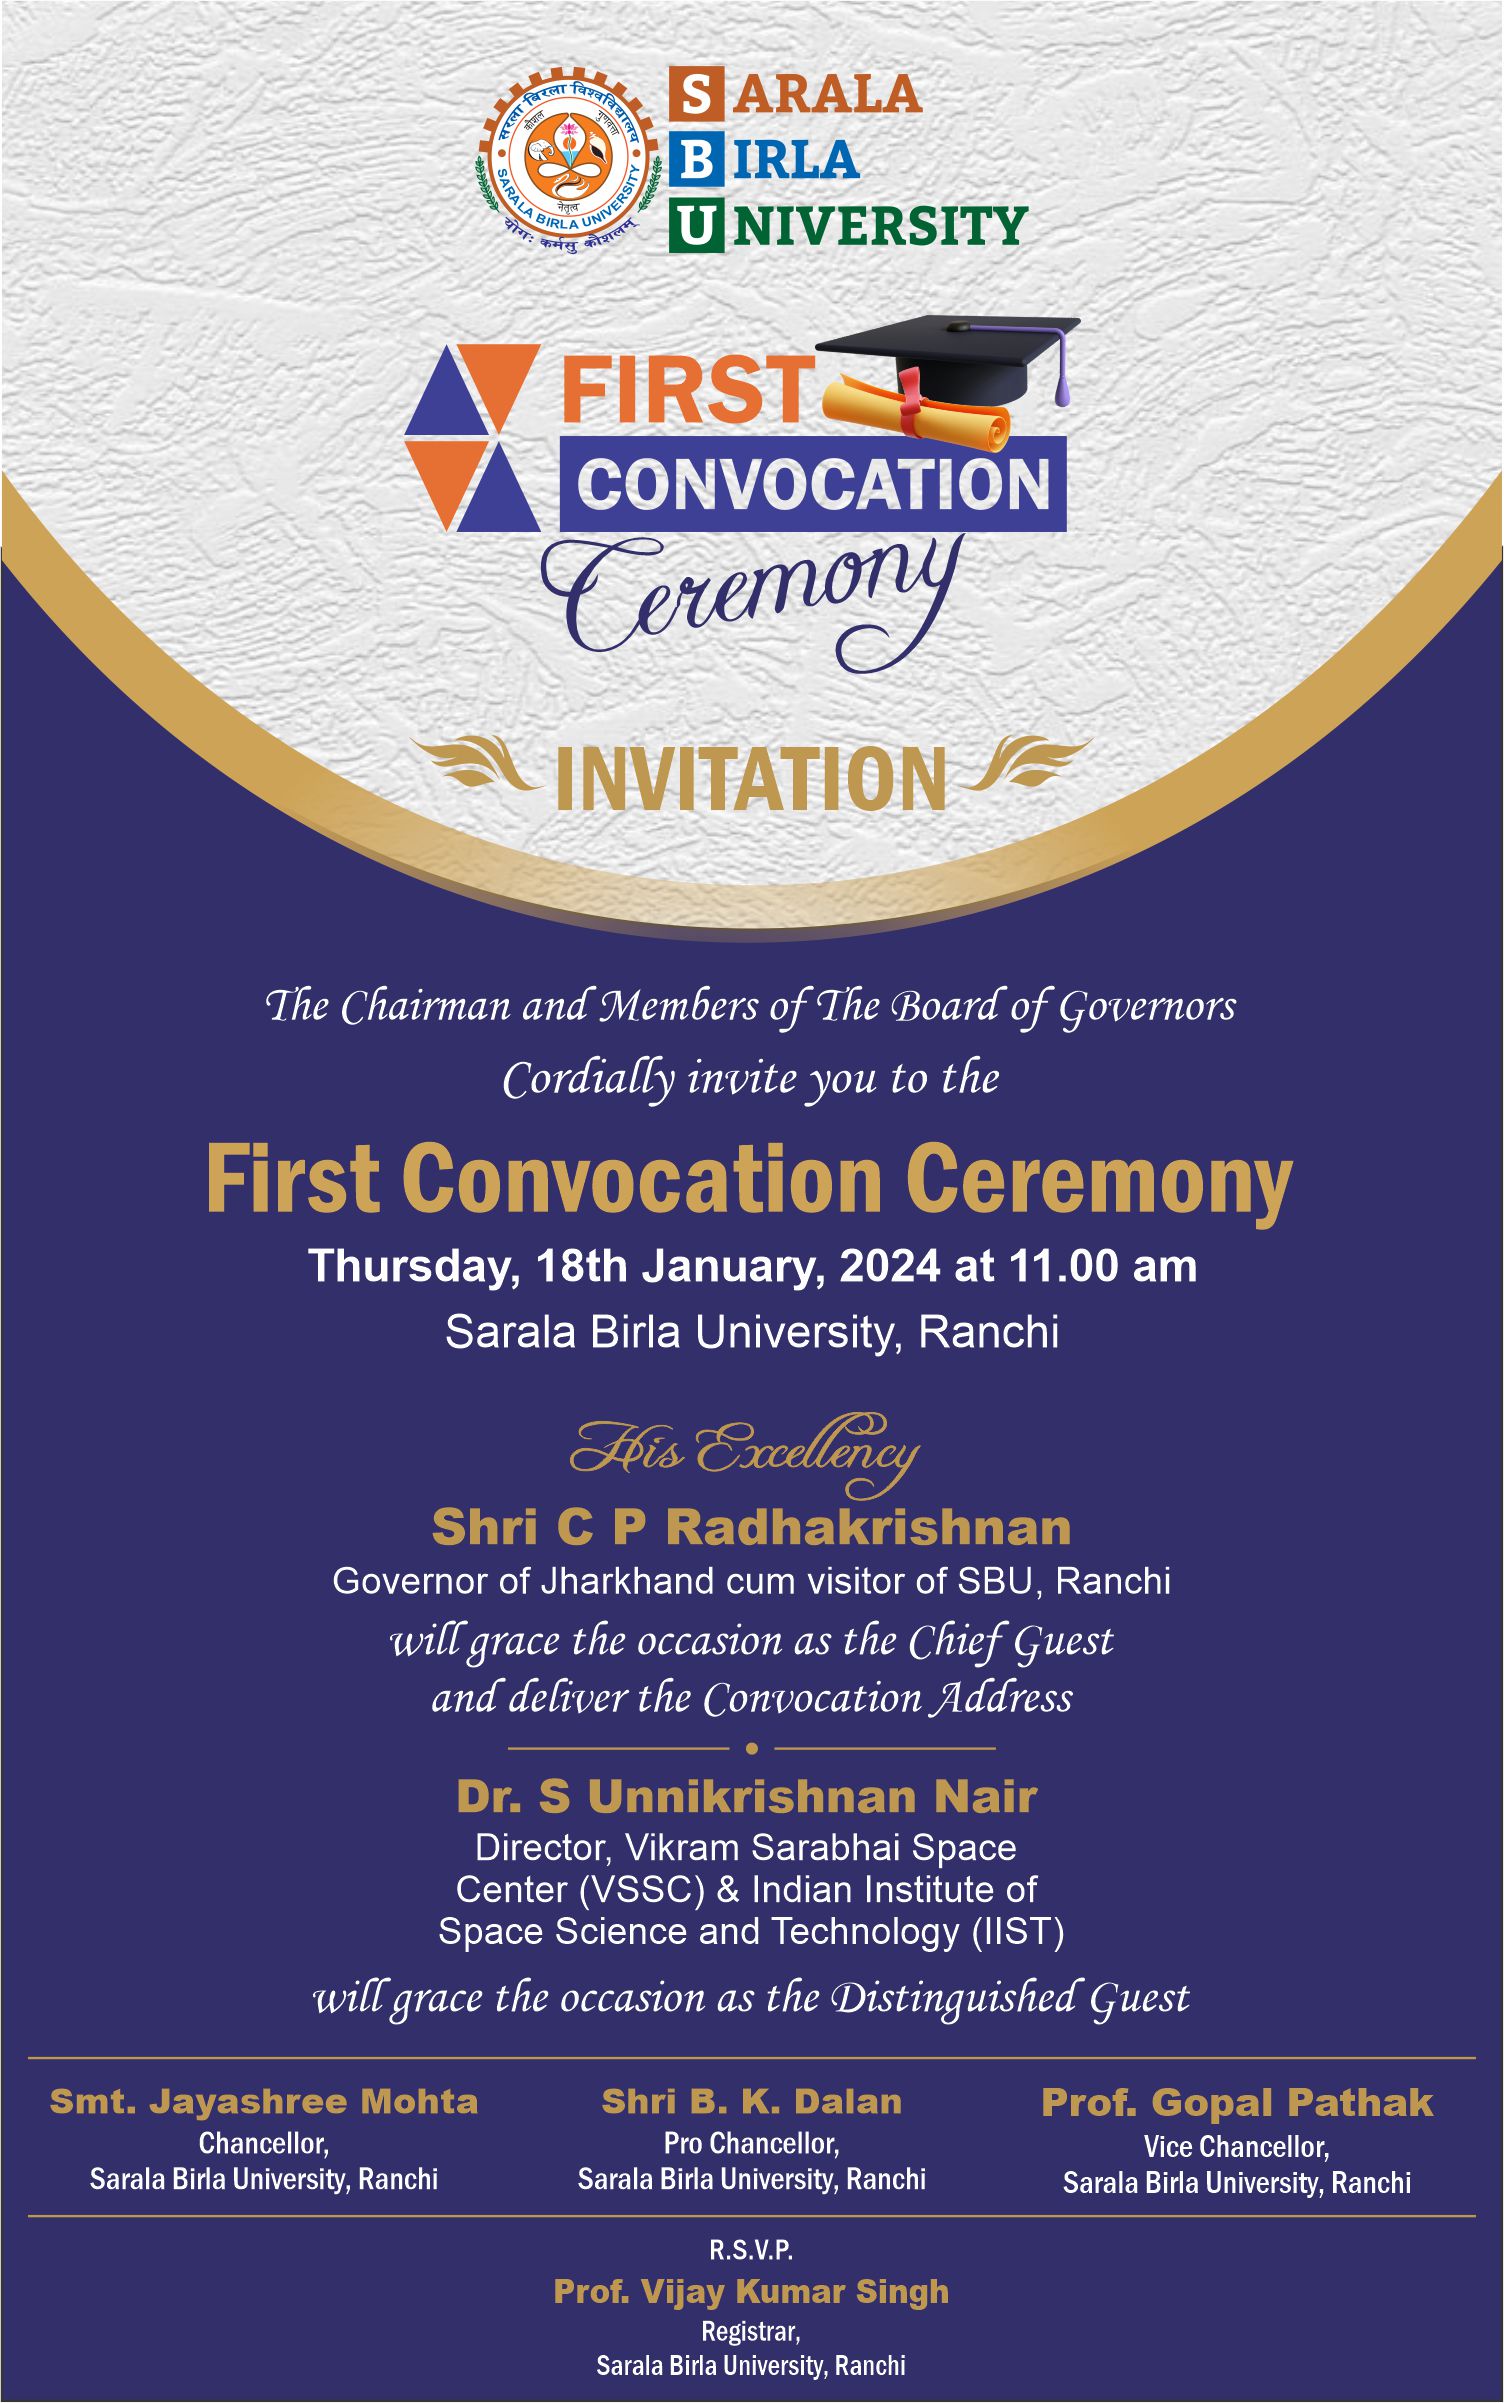 सरला बिरला विश्वविद्यालय
कौशल
गुणवत्ता
नेतृत्व
SARALA BIRLA UNIVERSITY
योगः कर्मसु कौशलम्
SARALA
BIRLA
UNIVERSITY
FIRST
CONVOCATION
Ceremony
INVITATION
The Chairman and Members of The Board of Governors
Cordially invite you to the
First Convocation Ceremony
Thursday, 18th January, 2024 at 11.00 am
Sarala Birla University, Ranchi
His Excellency
Shri C P Radhakrishnan
Governor of Jharkhand cum visitor of SBU, Ranchi
will grace the occasion as the Chief Guest
and deliver the Convocation Address
Dr. S Unnikrishnan Nair
Director, Vikram Sarabhai Space
Center (VSSC) & Indian Institute of
Space Science and Technology (IIST)
will grace the occasion as the Distinguished Guest
Smt. Jayashree Mohta
Chancellor,
Sarala Birla University, Ranchi
Shri B. K. Dalan
Pro Chancellor,
Sarala Birla University, Ranchi
Prof. Gopal Pathak
Vice Chancellor,
Sarala Birla University, Ranchi
R.S.V.P.
Prof. Vijay Kumar Singh
Registrar,
Sarala Birla University, Ranchi